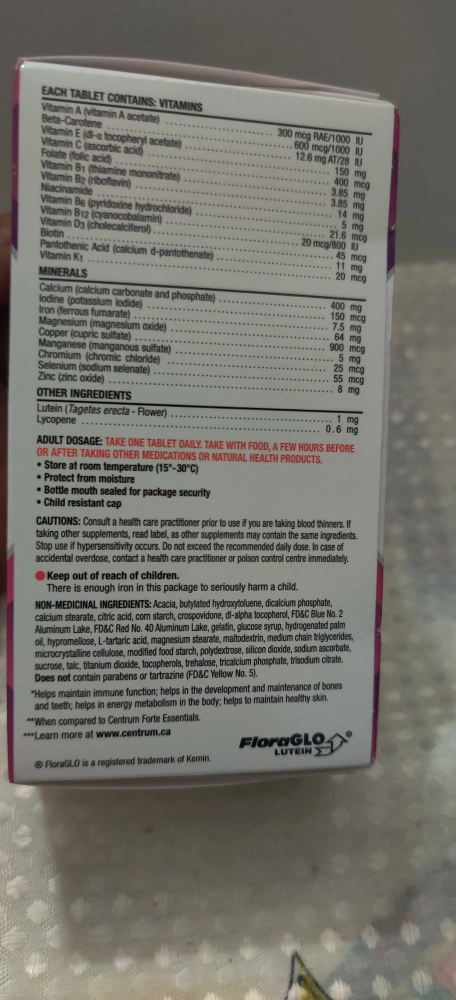 EACH TABLET CONTAINS: VITAMINS
Vitamin A (vitamin A acetate) ........ 300 mcg RAE/1000 IU
Beta-Carotene ........ 600 mcg/1000 IU
Vitamin E (dl-α tocopheryl acetate) ........ 12.6 mg AT/28 IU
Vitamin C (ascorbic acid) ........ 150 mg
Folate (folic acid) ........ 400 mcg
Vitamin B1 (thiamine mononitrate) ........ 3.85 mg
Vitamin B2 (riboflavin) ........ 3.85 mg
Niacinamide ........ 14 mg
Vitamin B6 (pyridoxine hydrochloride) ........ 5 mg
Vitamin B12 (cyanocobalamin) ........ 21.6 mcg
Vitamin D3 (cholecalciferol) ........ 20 mcg/800 IU
Biotin ........ 45 mcg
Pantothenic Acid (calcium d-pantothenate) ........ 11 mg
Vitamin K1 ........ 20 mcg
MINERALS
Calcium (calcium carbonate and phosphate) ........ 400 mg
Iodine (potassium iodide) ........ 150 mcg
Iron (ferrous fumarate) ........ 7.5 mg
Magnesium (magnesium oxide) ........ 64 mg
Copper (cupric sulfate) ........ 900 mcg
Manganese (manganous sulfate) ........ 5 mg
Chromium (chromic chloride) ........ 25 mcg
Selenium (sodium selenate) ........ 55 mcg
Zinc (zinc oxide) ........ 8 mg
OTHER INGREDIENTS
Lutein (Tagetes erecta - Flower) ........ 1 mg
Lycopene ........ 0.6 mg
ADULT DOSAGE: TAKE ONE TABLET DAILY. TAKE WITH FOOD, A FEW HOURS BEFORE
OR AFTER TAKING OTHER MEDICATIONS OR NATURAL HEALTH PRODUCTS.
• Store at room temperature (15°-30°C)
• Protect from moisture
• Bottle mouth sealed for package security
• Child resistant cap
CAUTIONS: Consult a health care practitioner prior to use if you are taking blood thinners. If
taking other supplements, read label, as other supplements may contain the same ingredients.
Stop use if hypersensitivity occurs. Do not exceed the recommended daily dose. In case of
accidental overdose, contact a health care practitioner or poison control centre immediately.
Keep out of reach of children.
There is enough iron in this package to seriously harm a child.
NON-MEDICINAL INGREDIENTS: Acacia, butylated hydroxytoluene, dicalcium phosphate,
calcium stearate, citric acid, corn starch, crospovidone, dl-alpha tocopherol, FD&C Blue No. 2
Aluminum Lake, FD&C Red No. 40 Aluminum Lake, gelatin, glucose syrup, hydrogenated palm
oil, hypromellose, L-tartaric acid, magnesium stearate, maltodextrin, medium chain triglycerides,
microcrystalline cellulose, modified food starch, polydextrose, silicon dioxide, sodium ascorbate,
sucrose, talc, titanium dioxide, tocopherols, trehalose, tricalcium phosphate, trisodium citrate.
Does not contain parabens or tartrazine (FD&C Yellow No. 5).
*Helps maintain immune function; helps in the development and maintenance of bones
and teeth; helps in energy metabolism in the body; helps to maintain healthy skin.
**When compared to Centrum Forte Essentials.
***Learn more at www.centrum.ca
FloraGLO®
LUTEIN
® FloraGLO is a registered trademark of Kemin.